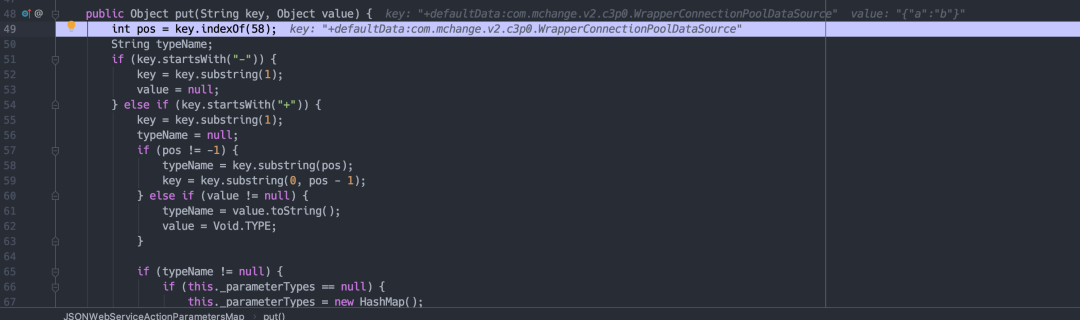 48 public Object put(String key, Object value) { key: "+defaultData:com.mchange.v2.c3p0.WrapperConnectionPoolDataSource" value: "{"a":"b"}"
49 int pos = key.indexOf(58); key: "+defaultData:com.mchange.v2.c3p0.WrapperConnectionPoolDataSource"
50 String typeName;
51 if (key.startsWith("-")) {
52 key = key.substring(1);
53 value = null;
54 } else if (key.startsWith("+")) {
55 key = key.substring(1);
56 typeName = null;
57 if (pos != -1) {
58 typeName = key.substring(pos);
59 key = key.substring(0, pos - 1);
60 } else if (value != null) {
61 typeName = value.toString();
62 value = Void.TYPE;
63 }
64
65 if (typeName != null) {
66 if (this._parameterTypes == null) {
67 this._parameterTypes = new HashMap();
JSONWebServiceActionParametersMap › put()